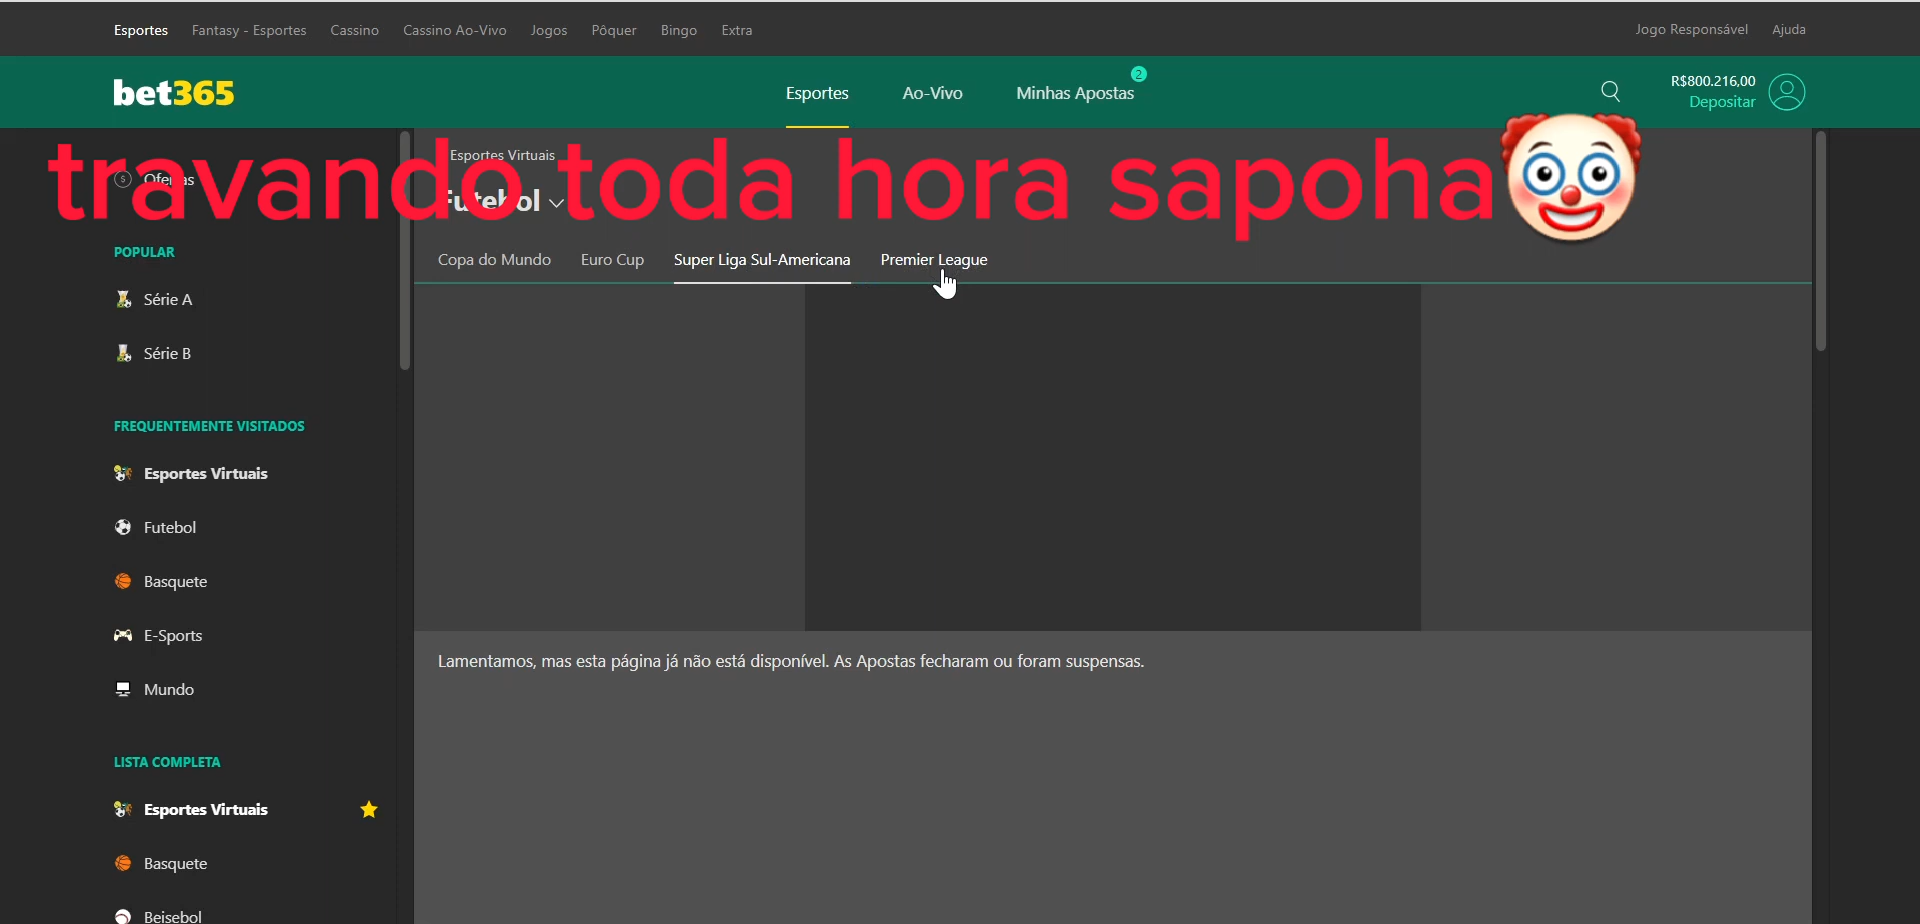 Esportes Fantasy - Esportes Cassino Cassino Ao-Vivo Jogos Pôquer Bingo Extra Jogo Responsável Ajuda
bet365 Esportes Ao-Vivo Minhas Apostas 2 R$800.216,00
Depositar
travando toda hora sapoha
Esportes Virtuais
Ofertas
Futebol
Copa do Mundo Euro Cup Super Liga Sul-Americana Premier League
POPULAR
Série A
Série B
FREQUENTEMENTE VISITADOS
Esportes Virtuais
Futebol
Basquete
E-Sports
Mundo
Lamentamos, mas esta página já não está disponível. As Apostas fecharam ou foram suspensas.
LISTA COMPLETA
Esportes Virtuais
Basquete
Beisebol